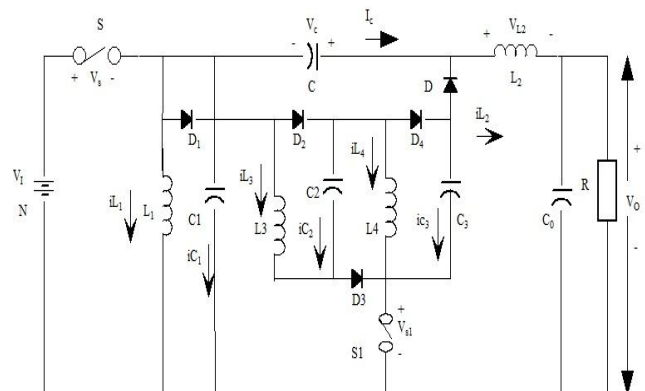 S
+ Vs -
Vc
- +
C
Ic
VL2
+ -
L2
D
D1
D2
D4
iL2
VI
N
iL1
L1
C1
iC1
iL3
L3
C2
iC2
iL4
L4
ic3
C3
C0
R
+
VO
-
D3
+
Vs1
-
S1